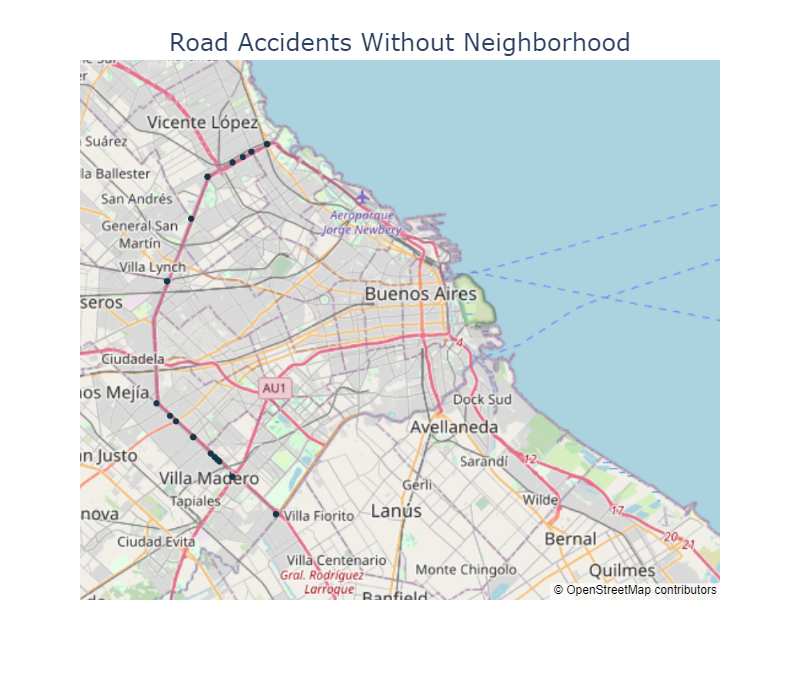 Road Accidents Without Neighborhood
Vicente López
Suárez
lla Ballester
San Andrés
General San
Martín
Aeroparque
Jorge Newbery
Villa Lynch
Buenos Aires
seros
4
Ciudadela
AU1
nos Mejía
Dock Sud
Avellaneda
an Justo
Sarandí
12
Villa Madero
Gerli
Tapiales
Wilde
17
nova
Villa Fiorito
Lanús
Ciudad Evita
Bernal
20
21
Villa Centenario
Monte Chingolo
Quilmes
Gral. Rodríguez
Larroque
Banfield
© OpenStreetMap contributors